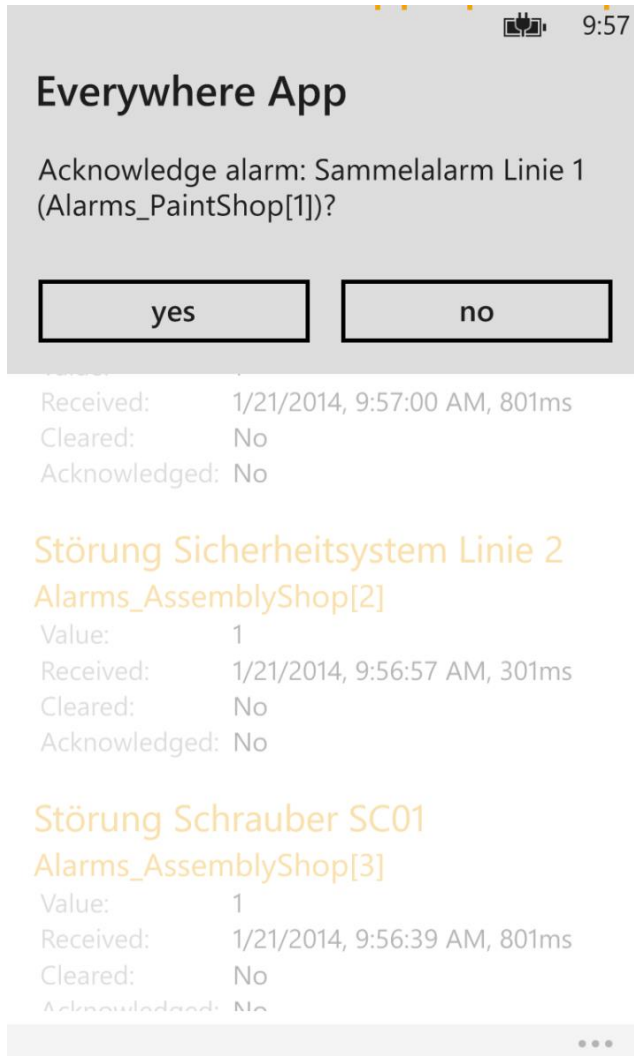 9:57
Everywhere App
Acknowledge alarm: Sammelalarm Linie 1
(Alarms_PaintShop[1])?
yes no
Received: 1/21/2014, 9:57:00 AM, 801ms
Cleared: No
Acknowledged: No
Störung Sicherheitsystem Linie 2
Alarms_AssemblyShop[2]
Value: 1
Received: 1/21/2014, 9:56:57 AM, 301ms
Cleared: No
Acknowledged: No
Störung Schrauber SC01
Alarms_AssemblyShop[3]
Value: 1
Received: 1/21/2014, 9:56:39 AM, 801ms
Cleared: No
Acknowledged: No